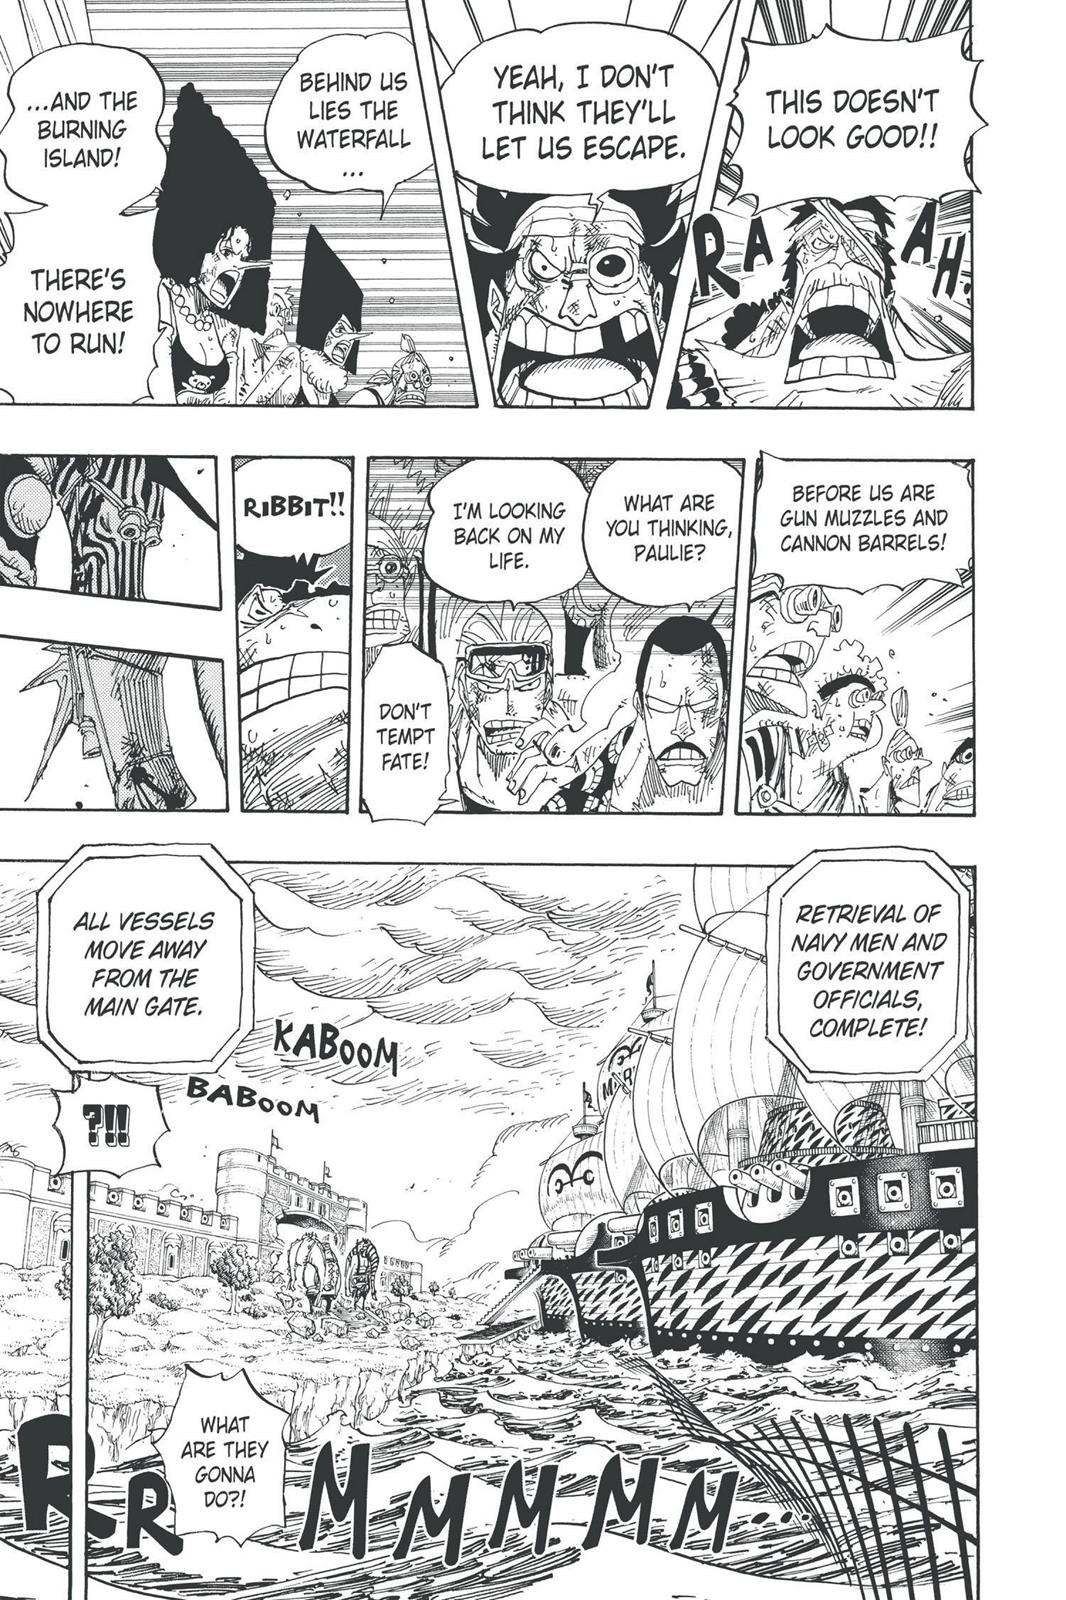 THIS DOESN'T
LOOK GOOD!!
RA
AH
YEAH, I DON'T
THINK THEY'LL
LET US ESCAPE.
BEHIND US
LIES THE
WATERFALL
...
...AND THE
BURNING
ISLAND!
THERE'S
NOWHERE
TO RUN!
BEFORE US ARE
GUN MUZZLES AND
CANNON BARRELS!
WHAT ARE
YOU THINKING,
PAULIE?
I'M LOOKING
BACK ON MY
LIFE.
DON'T
TEMPT
FATE!
RIBBIT!!
RETRIEVAL OF
NAVY MEN AND
GOVERNMENT
OFFICIALS,
COMPLETE!
ALL VESSELS
MOVE AWAY
FROM THE
MAIN GATE.
KABOOM
BABOOM
?!!
WHAT
ARE THEY
GONNA
DO?!
RRMMMMM...